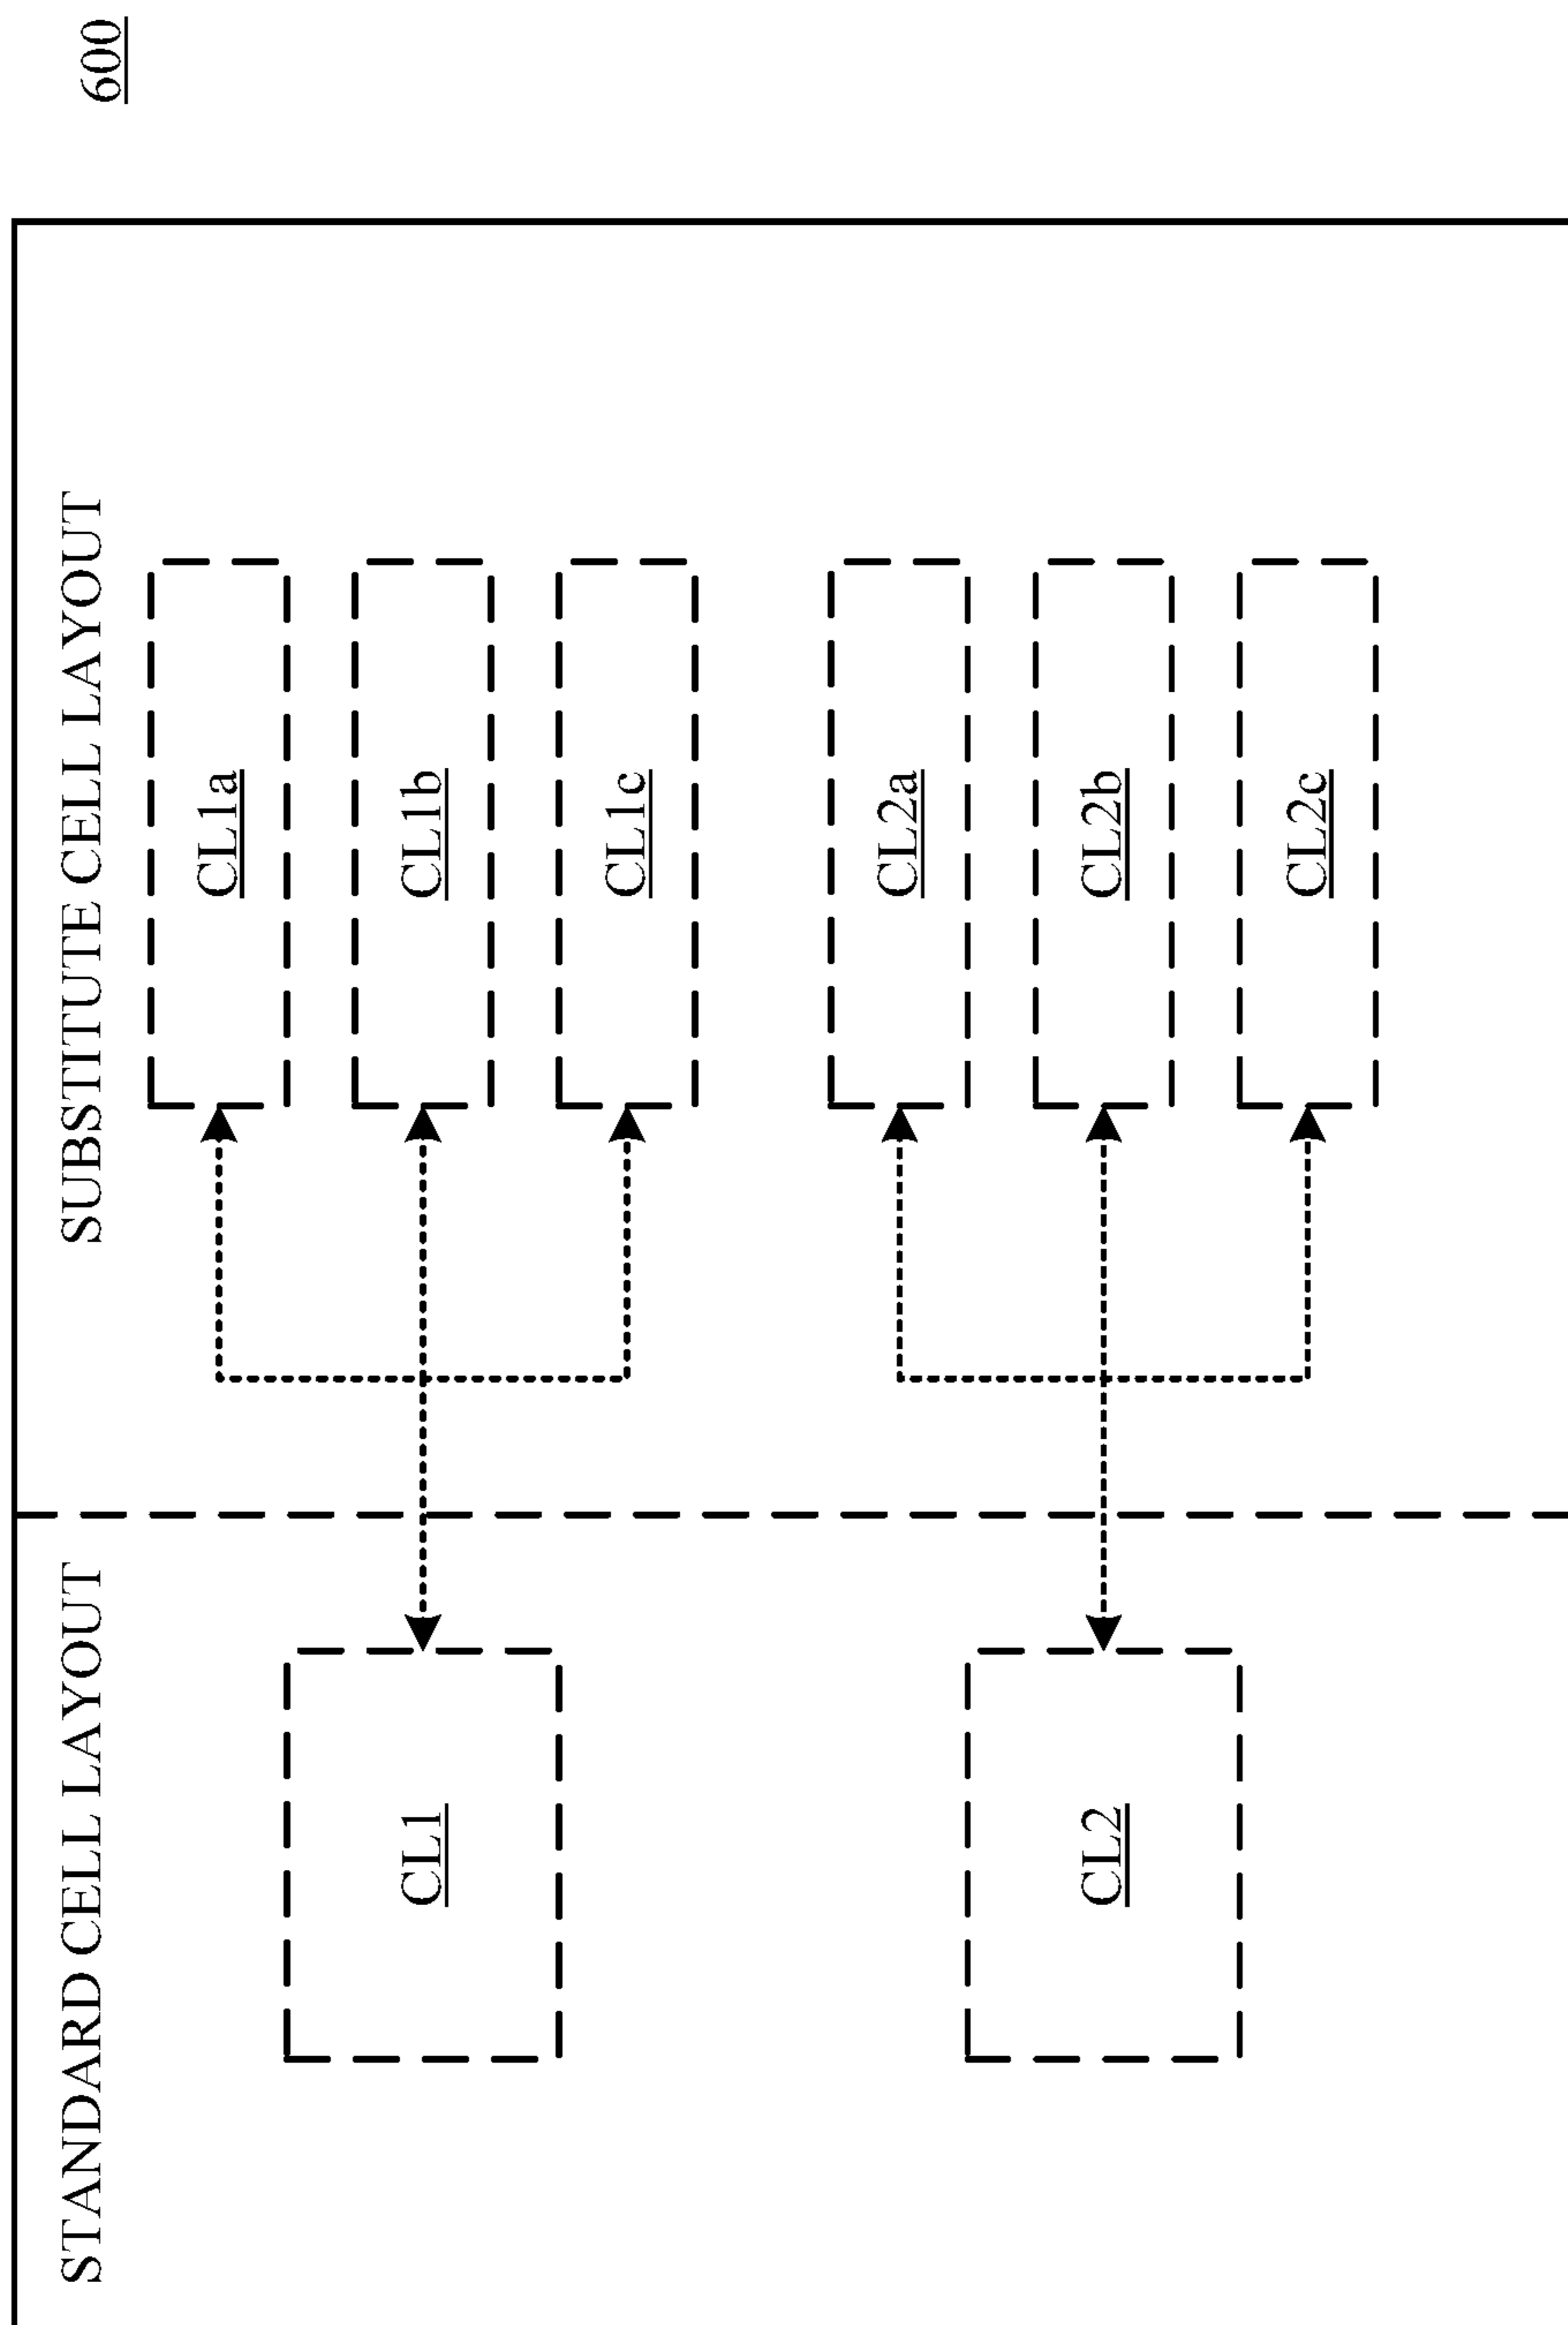 600
STANDARD CELL LAYOUT
SUBSTITUTE CELL LAYOUT
CL1
CL1a
CL1b
CL1c
CL2
CL2a
CL2b
CL2c